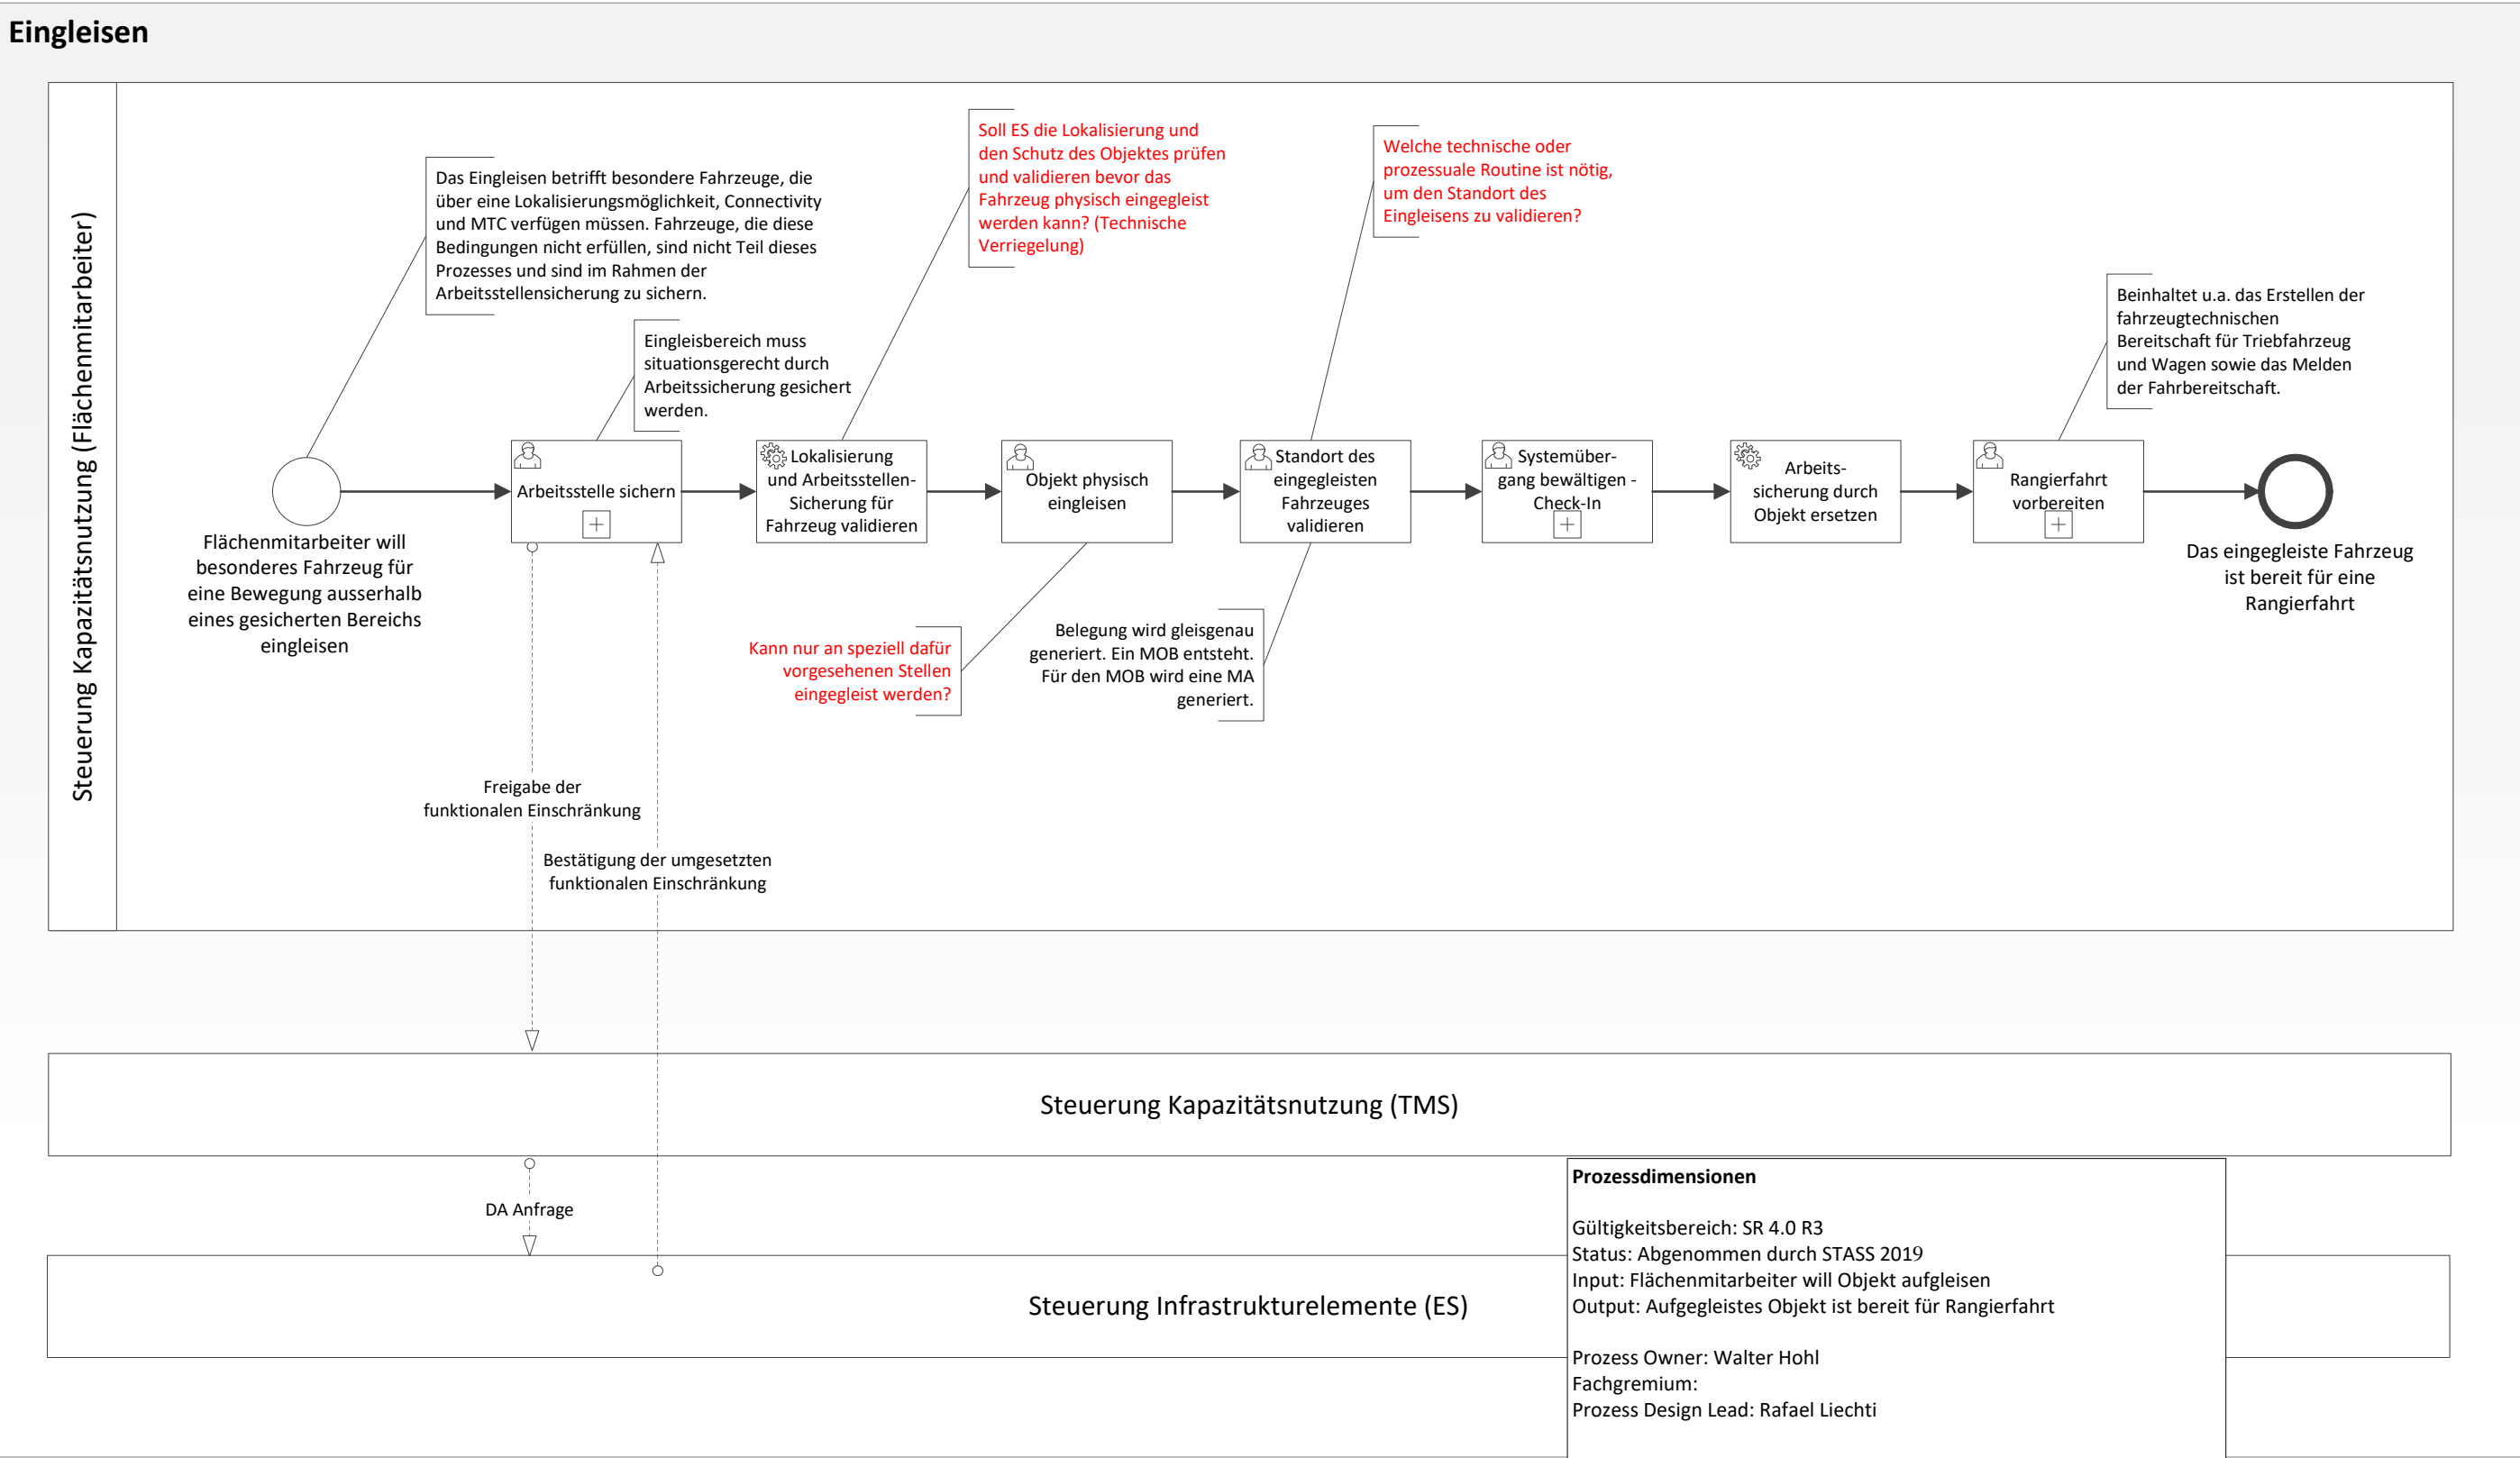 Eingleisen
Steuerung Kapazitätsnutzung (Flächenmitarbeiter)
Das Eingleisen betrifft besondere Fahrzeuge, die
über eine Lokalisierungsmöglichkeit, Connectivity
und MTC verfügen müssen. Fahrzeuge, die diese
Bedingungen nicht erfüllen, sind nicht Teil dieses
Prozesses und sind im Rahmen der
Arbeitsstellensicherung zu sichern.
Eingleisbereich muss
situationsgerecht durch
Arbeitssicherung gesichert
werden.
Soll ES die Lokalisierung und
den Schutz des Objektes prüfen
und validieren bevor das
Fahrzeug physisch eingegleist
werden kann? (Technische
Verriegelung)
Welche technische oder
prozessuale Routine ist nötig,
um den Standort des
Eingleisens zu validieren?
Beinhaltet u.a. das Erstellen der
fahrzeugtechnischen
Bereitschaft für Triebfahrzeug
und Wagen sowie das Melden
der Fahrbereitschaft.
Flächenmitarbeiter will
besonderes Fahrzeug für
eine Bewegung ausserhalb
eines gesicherten Bereichs
eingleisen
Arbeitsstelle sichern
Lokalisierung
und Arbeitsstellen-
Sicherung für
Fahrzeug validieren
Objekt physisch
eingleisen
Standort des
eingegleisten
Fahrzeuges
validieren
Systemüber-
gang bewältigen -
Check-In
Arbeits-
sicherung durch
Objekt ersetzen
Rangierfahrt
vorbereiten
Das eingegleiste Fahrzeug
ist bereit für eine
Rangierfahrt
Kann nur an speziell dafür
vorgesehenen Stellen
eingegleist werden?
Belegung wird gleisgenau
generiert. Ein MOB entsteht.
Für den MOB wird eine MA
generiert.
Freigabe der
funktionalen Einschränkung
Bestätigung der umgesetzten
funktionalen Einschränkung
Steuerung Kapazitätsnutzung (TMS)
DA Anfrage
Steuerung Infrastrukturelemente (ES)
Prozessdimensionen
Gültigkeitsbereich: SR 4.0 R3
Status: Abgenommen durch STASS 2019
Input: Flächenmitarbeiter will Objekt aufgleisen
Output: Aufgegleistes Objekt ist bereit für Rangierfahrt
Prozess Owner: Walter Hohl
Fachgremium:
Prozess Design Lead: Rafael Liechti